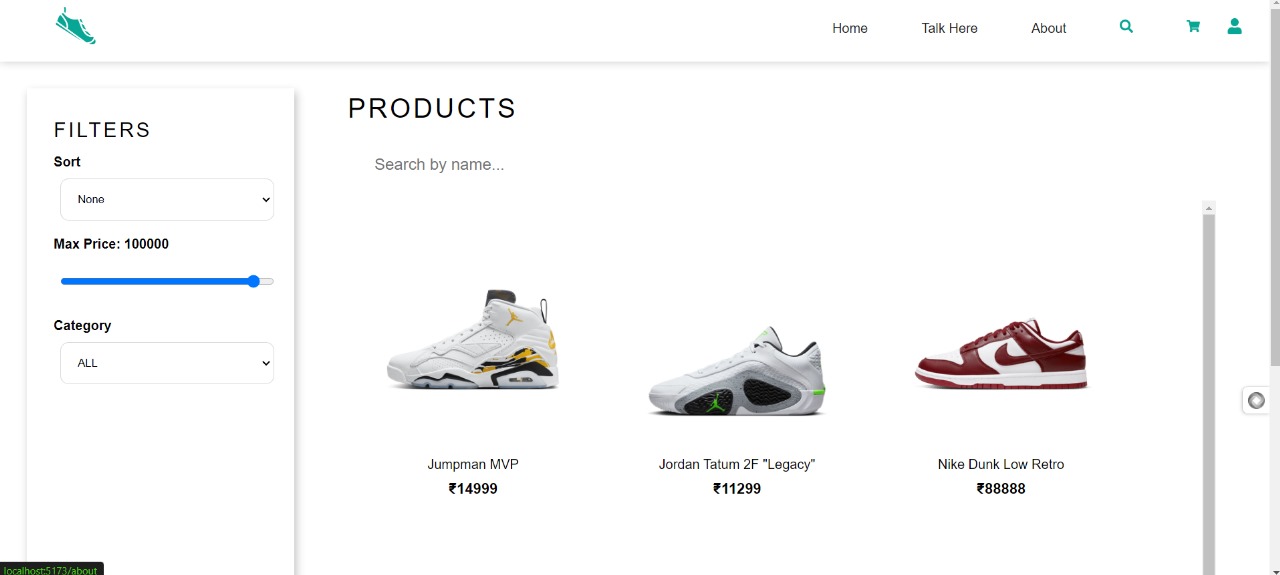 Home Talk Here About
FILTERS
Sort
None
Max Price: 100000
Category
ALL
PRODUCTS
Search by name...
Jumpman MVP
₹14999
Jordan Tatum 2F "Legacy"
₹11299
Nike Dunk Low Retro
₹88888
localhost:5173/about